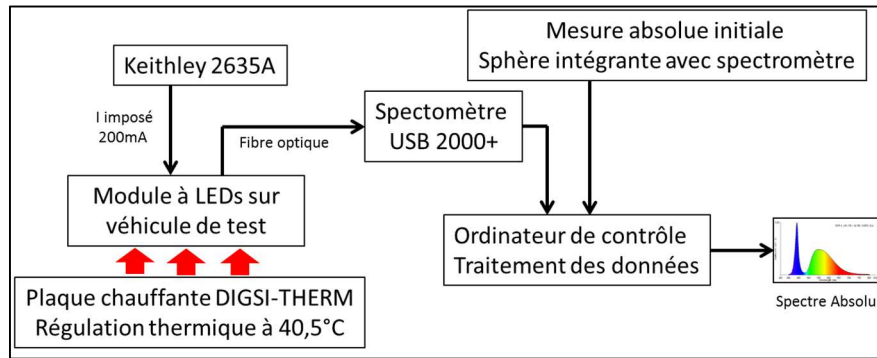 Keithley 2635A
Mesure absolue initiale
Sphère intégrante avec spectromètre
I imposé
200mA
Fibre optique
Spectomètre
USB 2000+
Module à LEDs sur
véhicule de test
Ordinateur de contrôle
Traitement des données
Plaque chauffante DIGSI-THERM
Régulation thermique à 40,5°C
Spectre Absolu